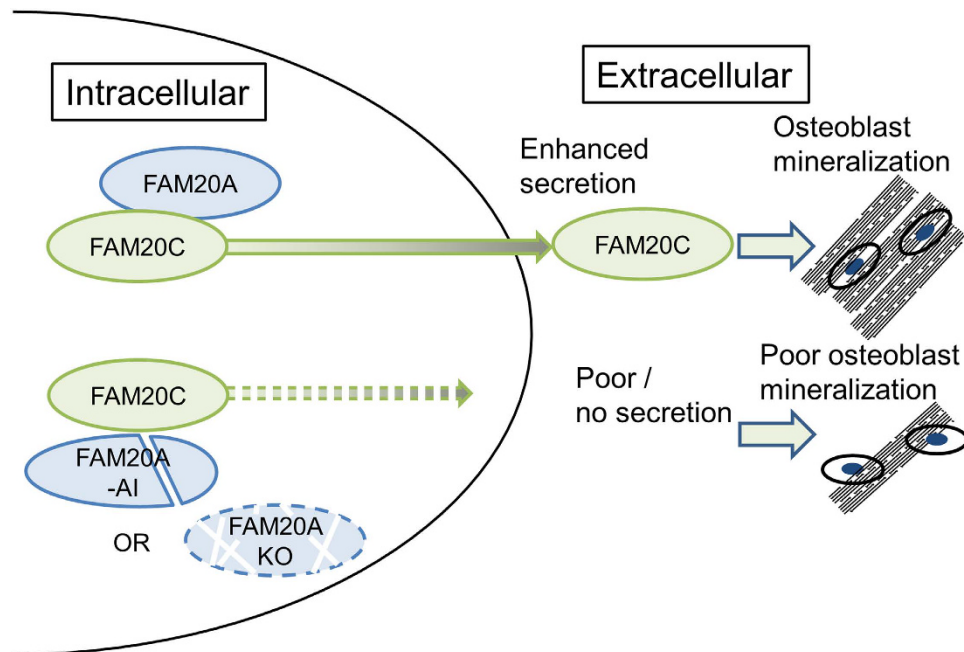 Intracellular
Extracellular
FAM20A
FAM20C
Enhanced
secretion
FAM20C
Osteoblast
mineralization
FAM20C
FAM20A
-AI
OR
FAM20A
KO
Poor /
no secretion
Poor osteoblast
mineralization